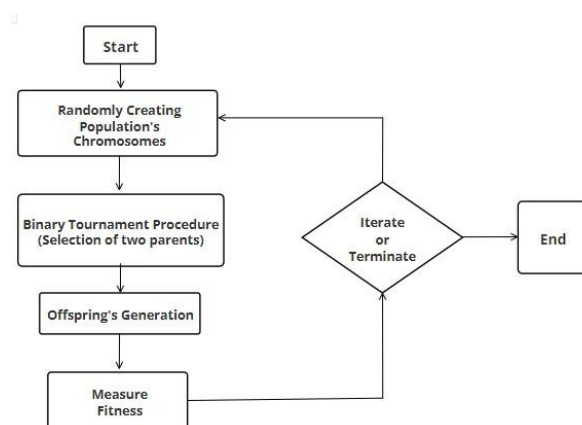 Start
Randomly Creating
Population's
Chromosomes
Binary Tournament Procedure
(Selection of two parents)
Offspring's Generation
Measure
Fitness
Iterate
or
Terminate
End